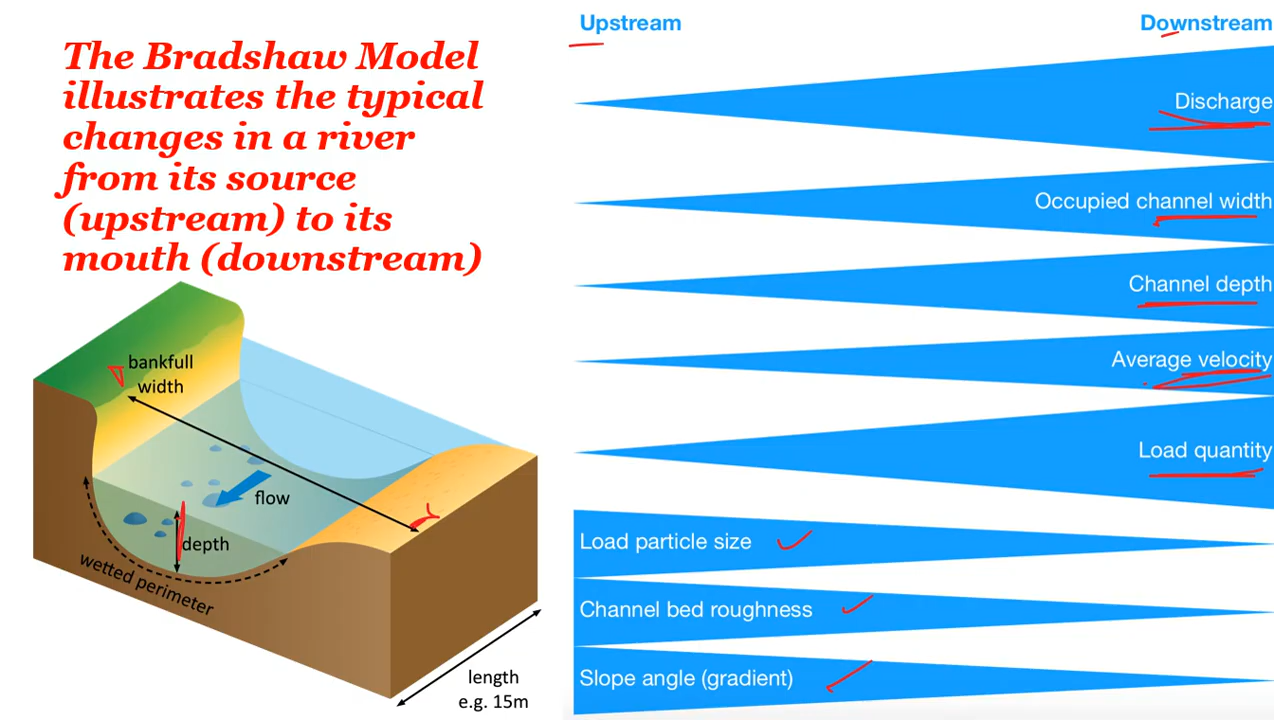 The Bradshaw Model
illustrates the typical
changes in a river
from its source
(upstream) to its
mouth (downstream)
bankfull
width
flow
depth
wetted perimeter
length
e.g. 15m
Upstream
Downstream
Discharge
Occupied channel width
Channel depth
Average velocity
Load quantity
Load particle size
Channel bed roughness
Slope angle (gradient)